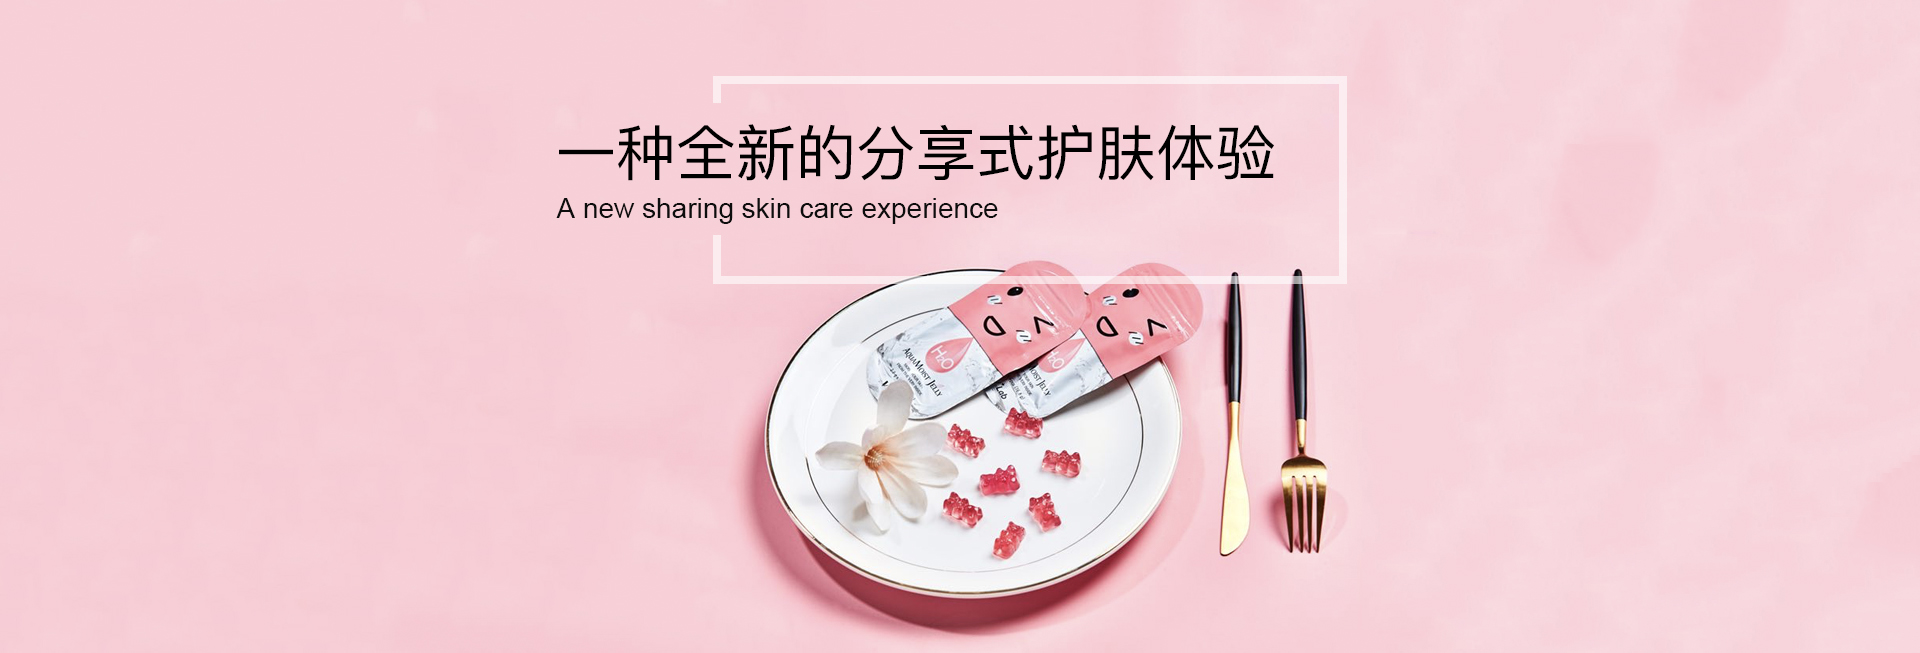 一种全新的分享式护肤体验
A new sharing skin care experience
H₂O
AQUAMOIST JELLY
H₂O
MOIST JELLY
Lab